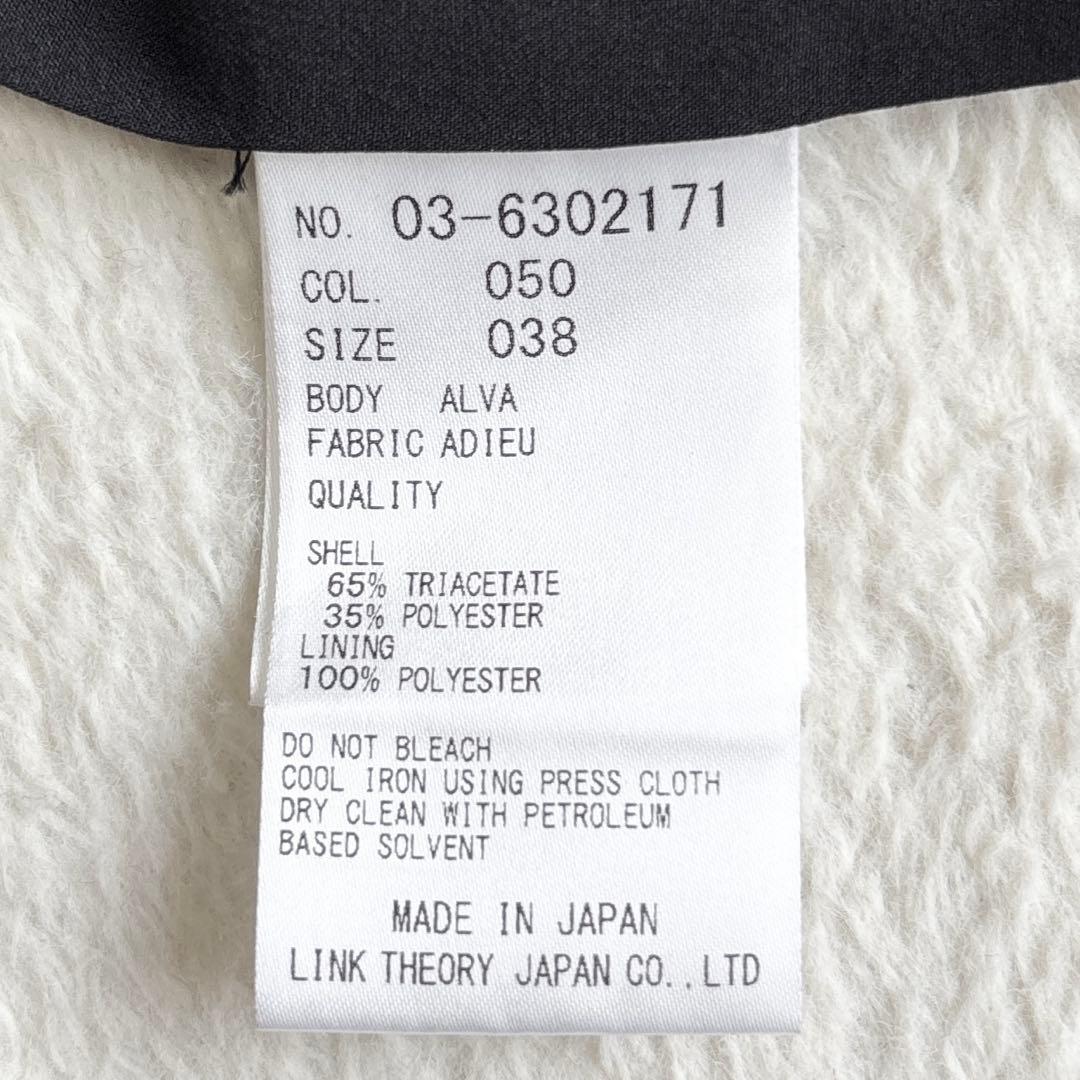 NO. 03-6302171
COL. 050
SIZE 038
BODY ALVA
FABRIC ADIEU
QUALITY
SHELL
65% TRIACETATE
35% POLYESTER
LINING
100% POLYESTER
DO NOT BLEACH
COOL IRON USING PRESS CLOTH
DRY CLEAN WITH PETROLEUM
BASED SOLVENT
MADE IN JAPAN
LINK THEORY JAPAN CO.,LTD